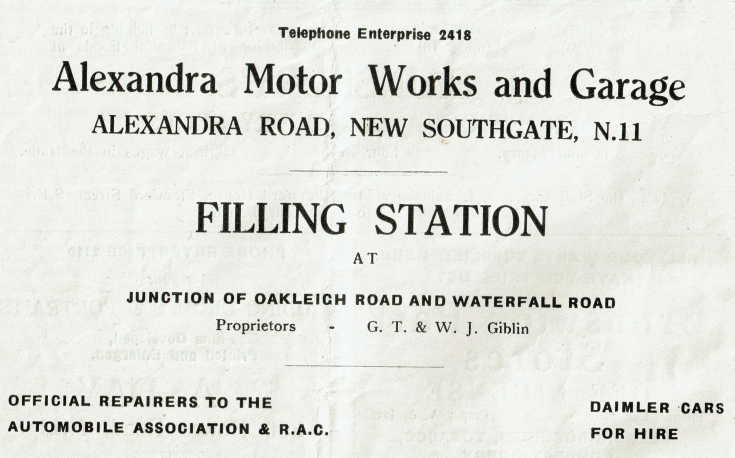 Telephone Enterprise 2418
Alexandra Motor Works and Garage
ALEXANDRA ROAD, NEW SOUTHGATE, N.11
FILLING STATION
AT
JUNCTION OF OAKLEIGH ROAD AND WATERFALL ROAD
Proprietors - G. T. & W. J. Giblin
OFFICIAL REPAIRERS TO THE
AUTOMOBILE ASSOCIATION & R.A.C.
DAIMLER CARS
FOR HIRE